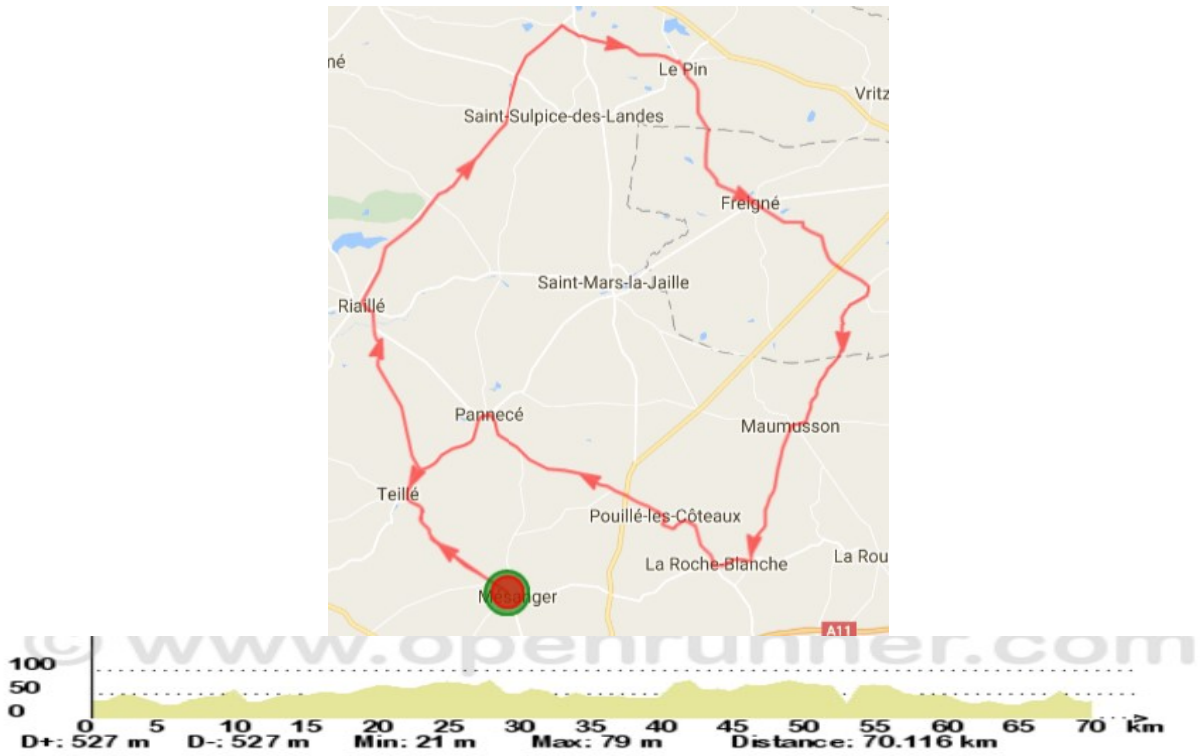 né
Le Pin
Vritz
Saint-Sulpice-des-Landes
Freigné
Saint-Mars-la-Jaille
Riaillé
Pannecé
Maumusson
Teillé
Pouillé-les-Côteaux
La Roche-Blanche
La Rou
Mésanger
A11
© www.openrunner.com
100
50
0
0 5 10 15 20 25 30 35 40 45 50 55 60 65 70 km
D+: 527 m D-: 527 m Min: 21 m Max: 79 m Distance: 70.116 km